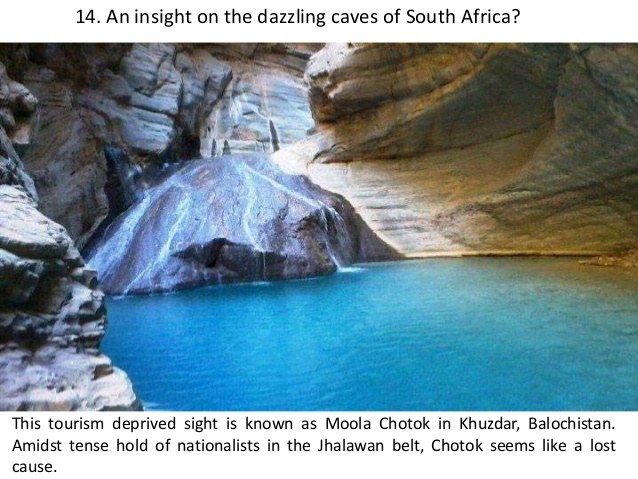 14. An insight on the dazzling caves of South Africa?
This tourism deprived sight is known as Moola Chotok in Khuzdar, Balochistan.
Amidst tense hold of nationalists in the Jhalawan belt, Chotok seems like a lost
cause.